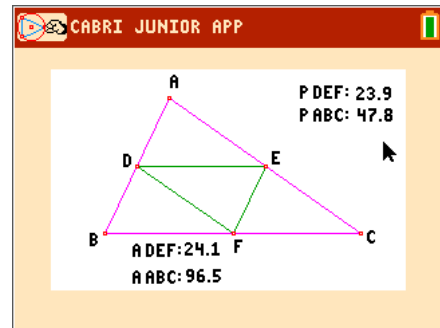 CABRI JUNIOR APP
A
P DEF: 23.9
P ABC: 47.8
D
E
B
F
C
A DEF:24.1
A ABC: 96.5